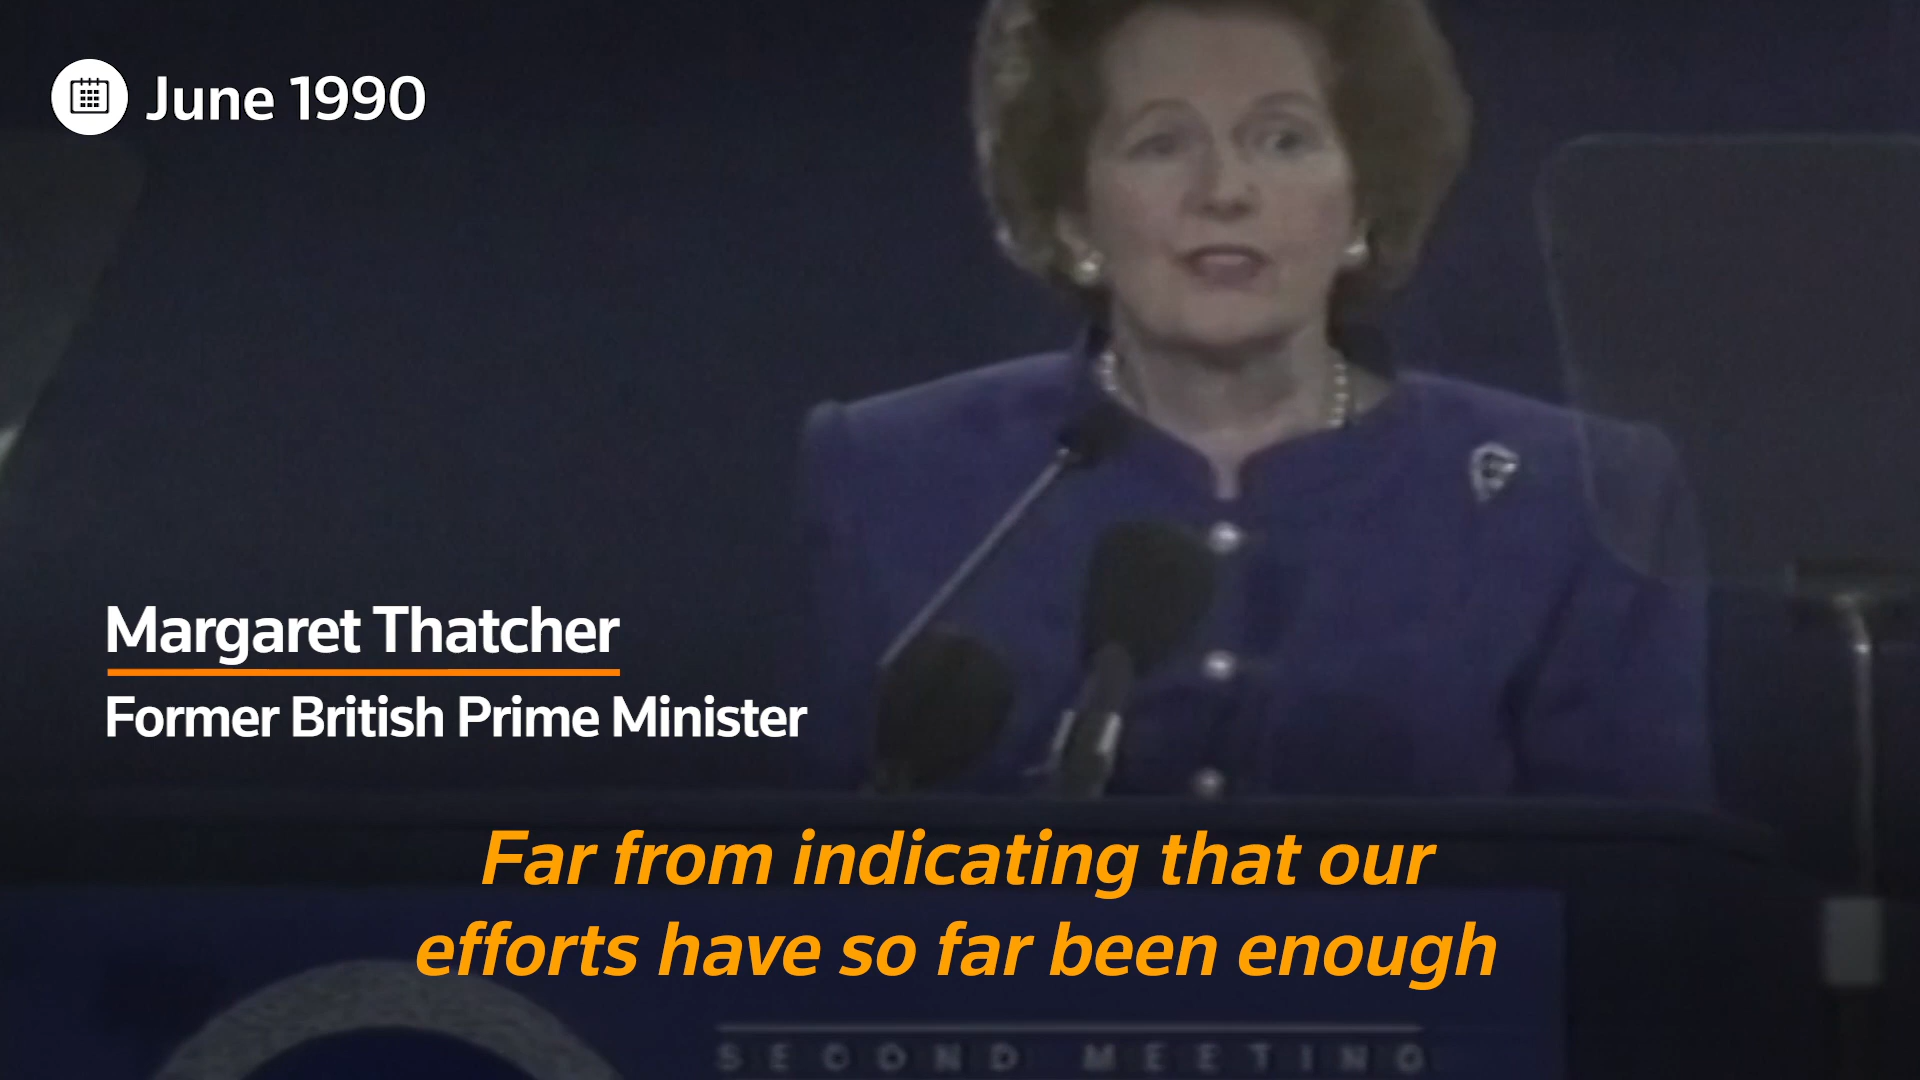 June 1990
Margaret Thatcher
Former British Prime Minister
Far from indicating that our
efforts have so far been enough
SECOND MEETING